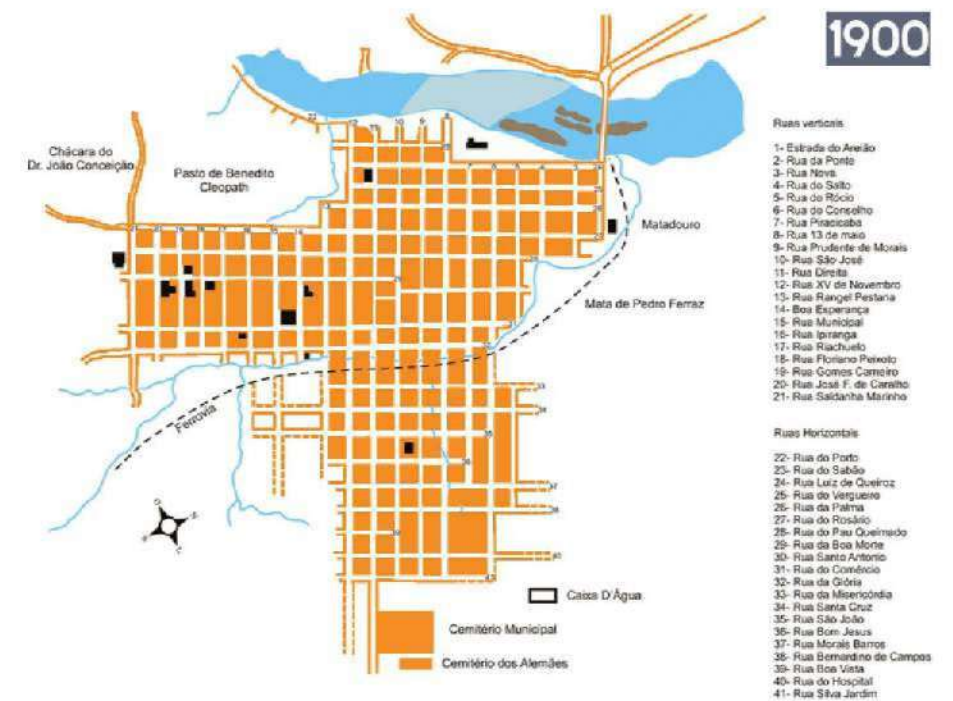 1900
Ruas verticais
1- Estrada do Areião
2- Rua da Ponte
3- Rua Nova
4- Rua do Salto
5- Rua do Rócio
6- Rua do Conselho
7- Rua Piracicaba
8- Rua 13 de maio
9- Rua Prudente de Morais
10- Rua São José
11- Rua Direita
12- Rua XV de Novembro
13- Rua Rangel Pestana
14- Boa Esperança
15- Rua Municipal
16- Rua Ipiranga
17- Rua Riachuelo
18- Rua Floriano Peixoto
19- Rua Gomes Carneiro
20- Rua José F. de Caralho
21- Rua Saldanha Marinho
Ruas Horizontais
22- Rua do Porto
23- Rua do Sabão
24- Rua Luiz de Queiroz
25- Rua do Vergueiro
26- Rua da Palma
27- Rua do Rosário
28- Rua do Pau Queimado
29- Rua da Boa Morte
30- Rua Santo Antonio
31- Rua do Comércio
32- Rua da Glória
33- Rua da Misericórdia
34- Rua Santa Cruz
35- Rua São João
36- Rua Bom Jesus
37- Rua Morais Barros
38- Rua Bernardino de Campos
39- Rua Boa Vista
40- Rua do Hospital
41- Rua Silva Jardim
Chácara do
Dr. João Conceição
Pasto de Benedito
Cleopath
Matadouro
Mata de Pedro Ferraz
Ferrovia
Caixa D'Água
Cemitério Municipal
Cemitério dos Alemães